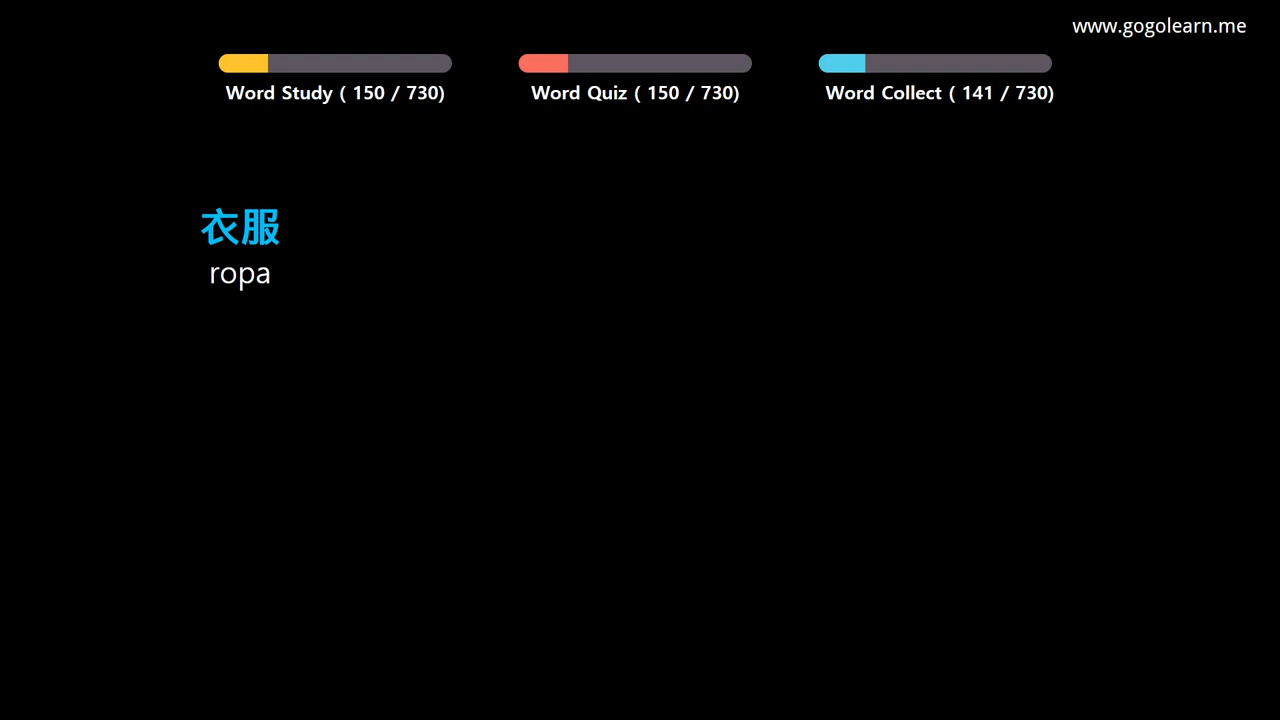 www.gogolearn.me
Word Study ( 150 / 730)
Word Quiz ( 150 / 730)
Word Collect ( 141 / 730)
衣服
ropa